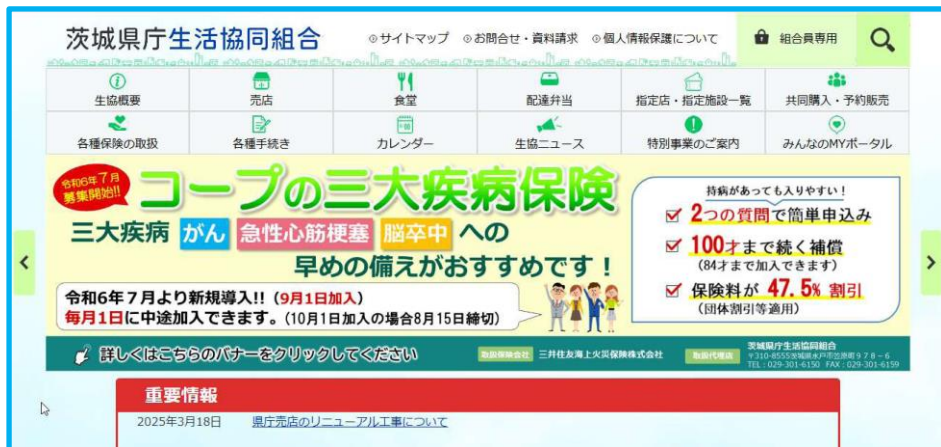 茨城県庁生活協同組合
サイトマップ お問合せ・資料請求 個人情報保護について 組合員専用
生協概要 売店 食堂 配達弁当 指定店・指定施設一覧 共同購入・予約販売
各種保険の取扱 各種手続き カレンダー 生協ニュース 特別事業のご案内 みんなのMYポータル
令和6年7月
募集開始!!
コープの三大疾病保険
三大疾病 がん 急性心筋梗塞 脳卒中 への
早めの備えがおすすめです！
令和6年7月より新規導入!! (9月1日加入)
毎月1日に中途加入できます。(10月1日加入の場合8月15日締切)
持病があっても入りやすい！
2つの質問で簡単申込み
100才まで続く補償
(84才まで加入できます)
保険料が 47.5% 割引
(団体割引等適用)
詳しくはこちらのバナーをクリックしてください
取扱保険会社 三井住友海上火災保険株式会社 取扱代理店
茨城県庁生活協同組合
〒310-8555茨城県水戸市笠原町978-6
TEL：029-301-6150 FAX：029-301-6159
重要情報
2025年3月18日 県庁売店のリニューアル工事について